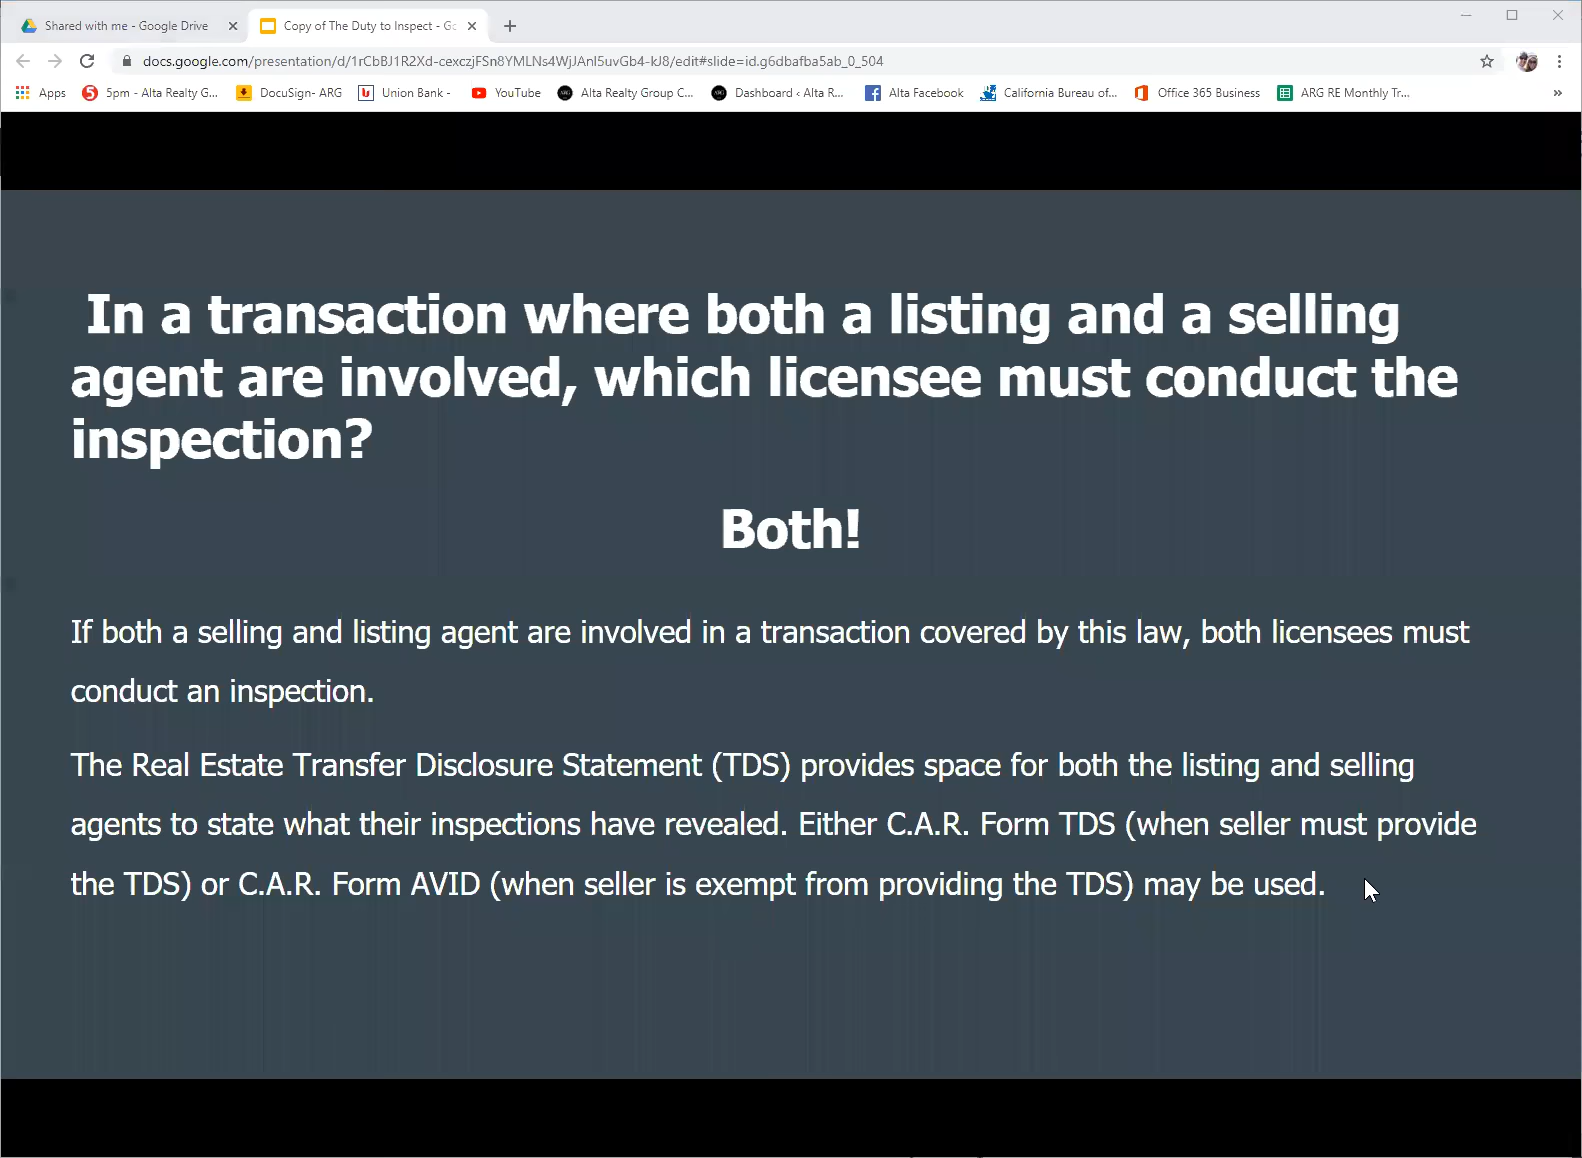 Shared with me - Google Drive
Copy of The Duty to Inspect - Go
docs.google.com/presentation/d/1rCbBJ1R2Xd-cexczjFSn8YMLNs4WjJAnI5uvGb4-kJ8/edit#slide=id.g6dbafba5ab_0_504
Apps 5pm - Alta Realty G... DocuSign- ARG Union Bank - YouTube Alta Realty Group C... Dashboard ‹ Alta R... Alta Facebook California Bureau of... Office 365 Business ARG RE Monthly Tr... »
In a transaction where both a listing and a selling
agent are involved, which licensee must conduct the
inspection?
Both!
If both a selling and listing agent are involved in a transaction covered by this law, both licensees must
conduct an inspection.
The Real Estate Transfer Disclosure Statement (TDS) provides space for both the listing and selling
agents to state what their inspections have revealed. Either C.A.R. Form TDS (when seller must provide
the TDS) or C.A.R. Form AVID (when seller is exempt from providing the TDS) may be used.